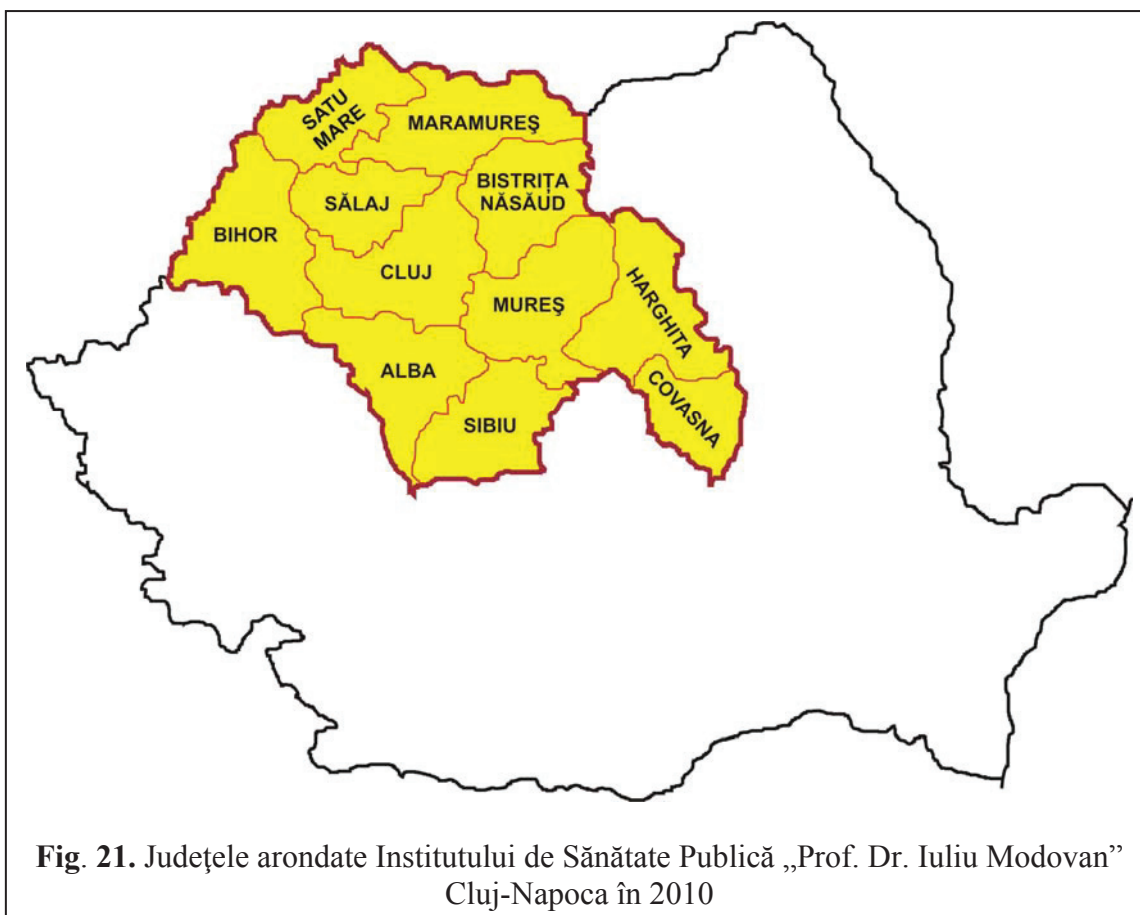 SATU
MARE
MARAMUREŞ
BISTRIȚA
NĂSĂUD
SĂLAJ
BIHOR
CLUJ
MUREŞ
HARGHITA
ALBA
COVASNA
SIBIU
Fig. 21. Judeţele arondate Institutului de Sănătate Publică „Prof. Dr. Iuliu Modovan”
Cluj-Napoca în 2010